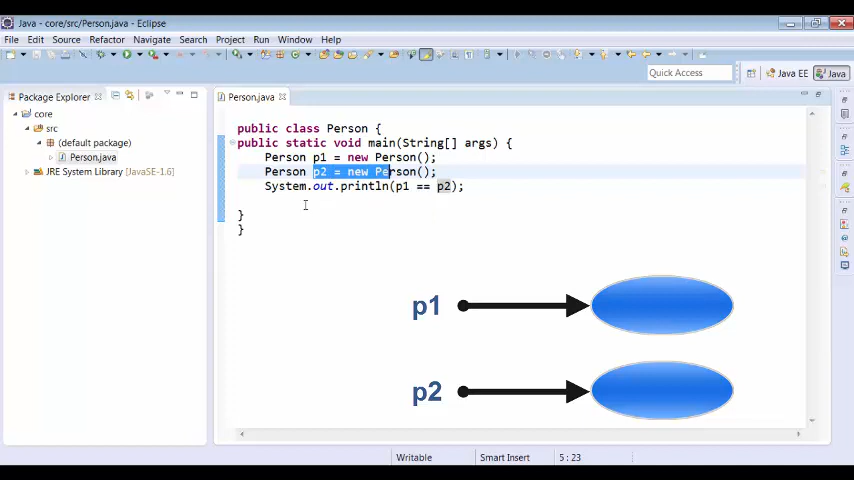 Java - core/src/Person.java - Eclipse
File Edit Source Refactor Navigate Search Project Run Window Help
Quick Access Java EE Java
Package Explorer
Person.java
core
src
(default package)
Person.java
JRE System Library [JavaSE-1.6]
public class Person {
public static void main(String[] args) {
Person p1 = new Person();
Person p2 = new Person();
System.out.println(p1 == p2);
}
}
p1
p2
Writable Smart Insert 5 : 23